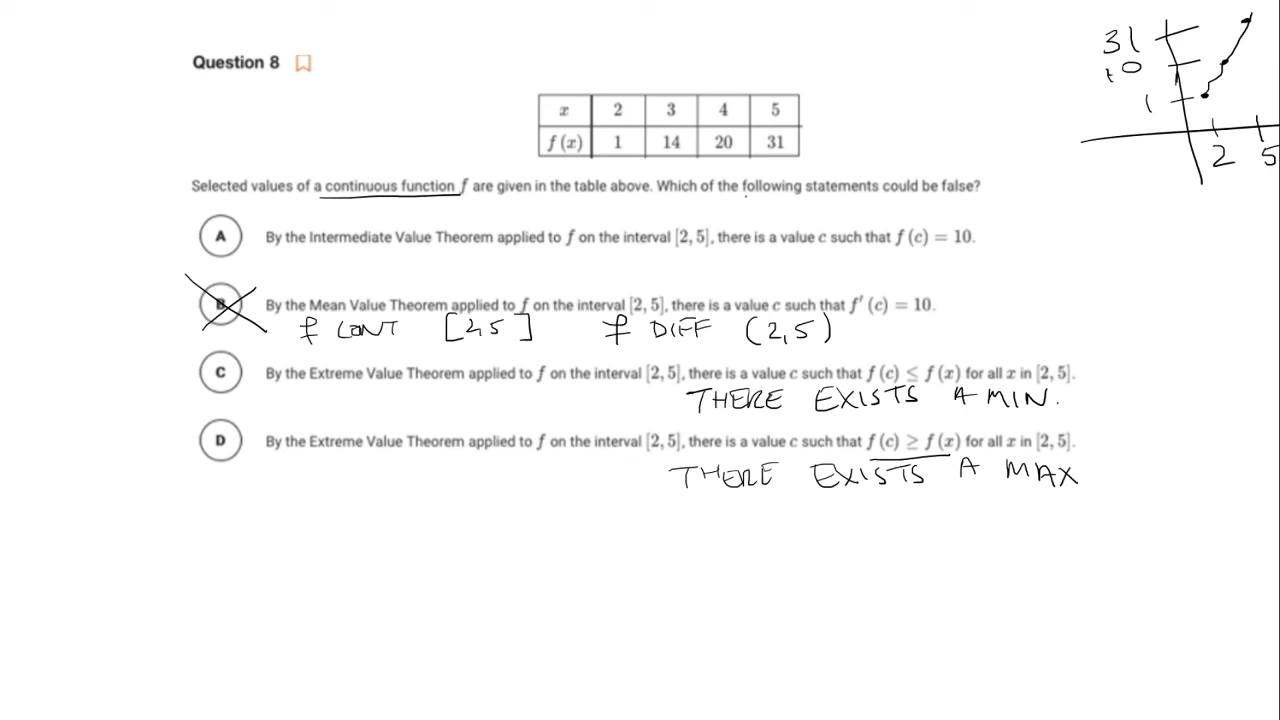 Question 8
31
10
1
2 5
x 2 3 4 5
f (x) 1 14 20 31
Selected values of a continuous function f are given in the table above. Which of the following statements could be false?
A By the Intermediate Value Theorem applied to f on the interval [2, 5], there is a value c such that f (c) = 10.
B By the Mean Value Theorem applied to f on the interval [2, 5], there is a value c such that f′ (c) = 10.
f CONT [2,5] f DIFF (2,5)
C By the Extreme Value Theorem applied to f on the interval [2, 5], there is a value c such that f (c) ≤ f (x) for all x in [2, 5].
THERE EXISTS A MIN.
D By the Extreme Value Theorem applied to f on the interval [2, 5], there is a value c such that f (c) ≥ f (x) for all x in [2, 5].
THERE EXISTS A MAX